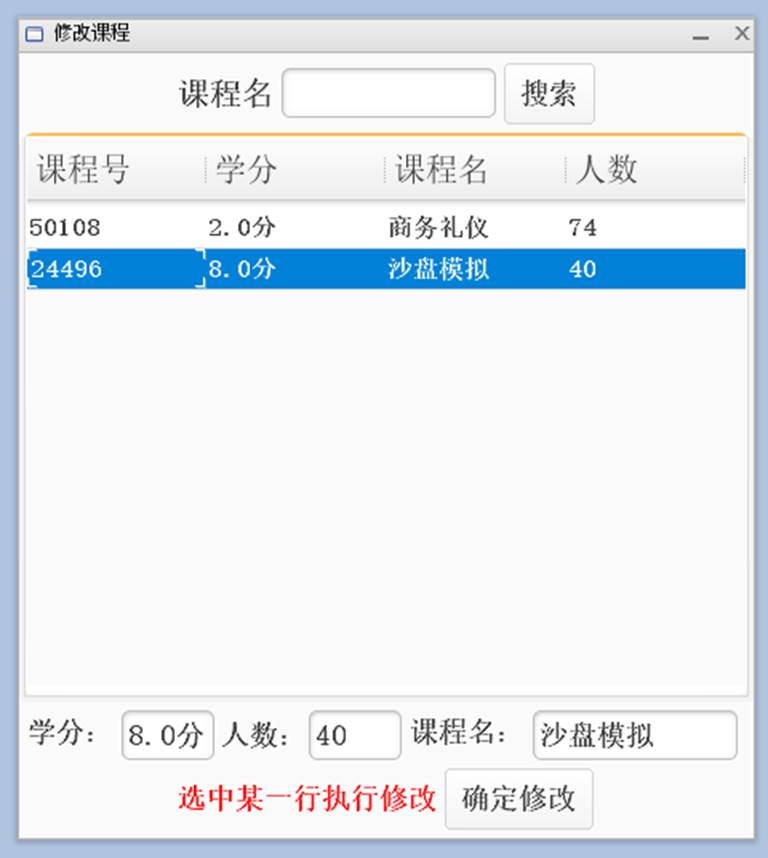 修改课程
课程名 搜索
课程号 学分 课程名 人数
50108 2.0分 商务礼仪 74
24496 8.0分 沙盘模拟 40
学分： 8.0分 人数： 40 课程名： 沙盘模拟
选中某一行执行修改 确定修改